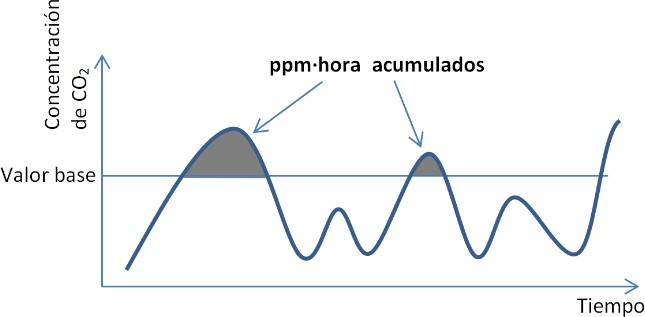 Concentración
de CO₂
ppm·hora acumulados
Valor base
Tiempo